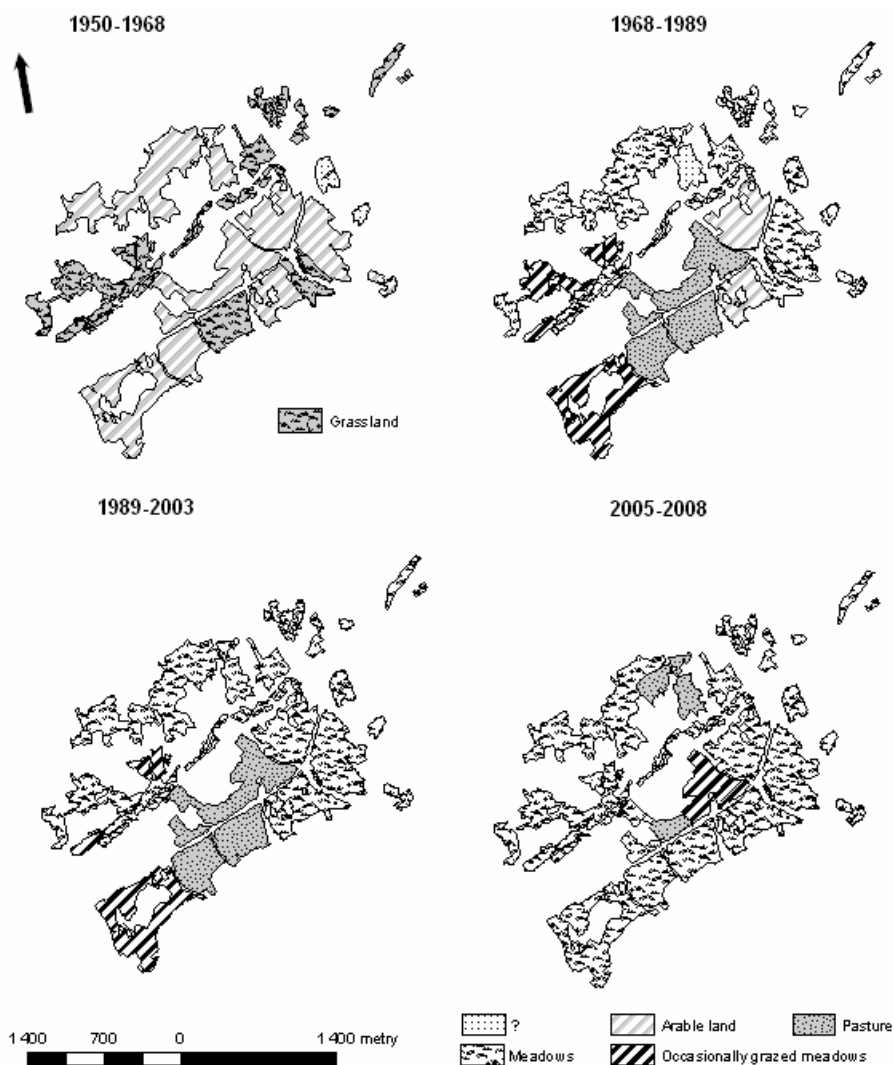 1950-1968
1968-1989
Grassland
1989-2003
2005-2008
1 400 700 0 1 400 metry
? Arable land Pasture
Meadows Occasionally grazed meadows